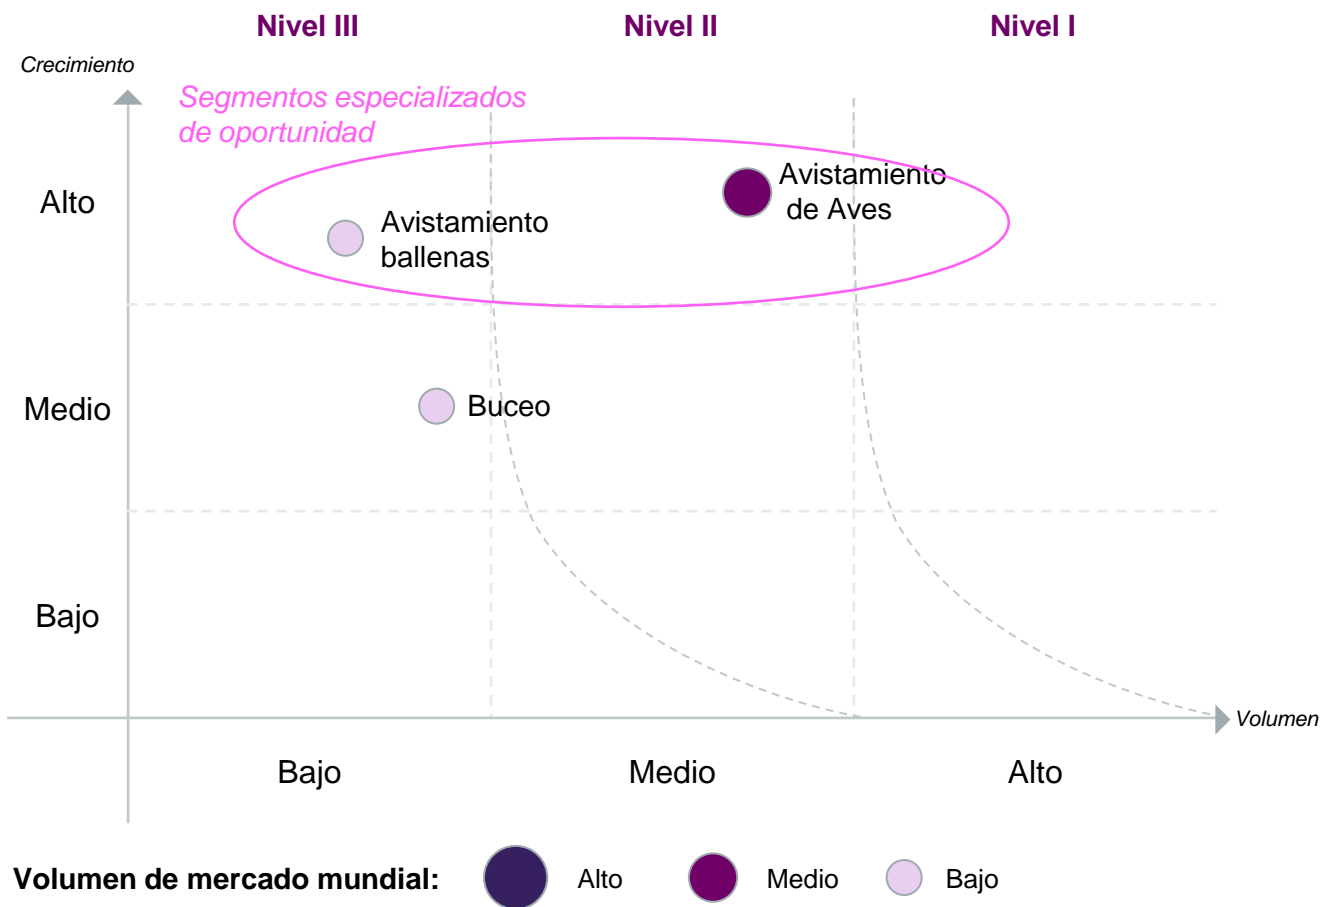 Nivel III
Nivel II
Nivel I
Crecimiento
Segmentos especializados
de oportunidad
Alto
Avistamiento
de Aves
Avistamiento
ballenas
Medio
Buceo
Bajo
Volumen
Bajo
Medio
Alto
Volumen de mercado mundial:
Alto
Medio
Bajo